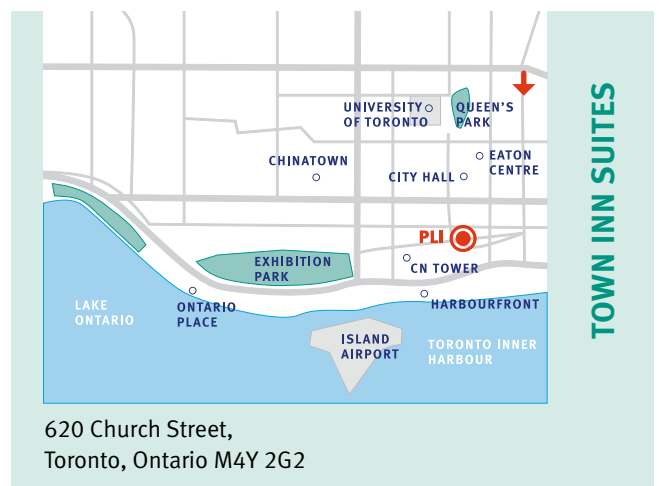 UNIVERSITY
OF TORONTO
QUEEN'S
PARK
CHINATOWN
EATON
CENTRE
CITY HALL
PLI
EXHIBITION
PARK
CN TOWER
LAKE
ONTARIO
ONTARIO
PLACE
HARBOURFRONT
ISLAND
AIRPORT
TORONTO INNER
HARBOUR
TOWN INN SUITES
620 Church Street,
Toronto, Ontario M4Y 2G2